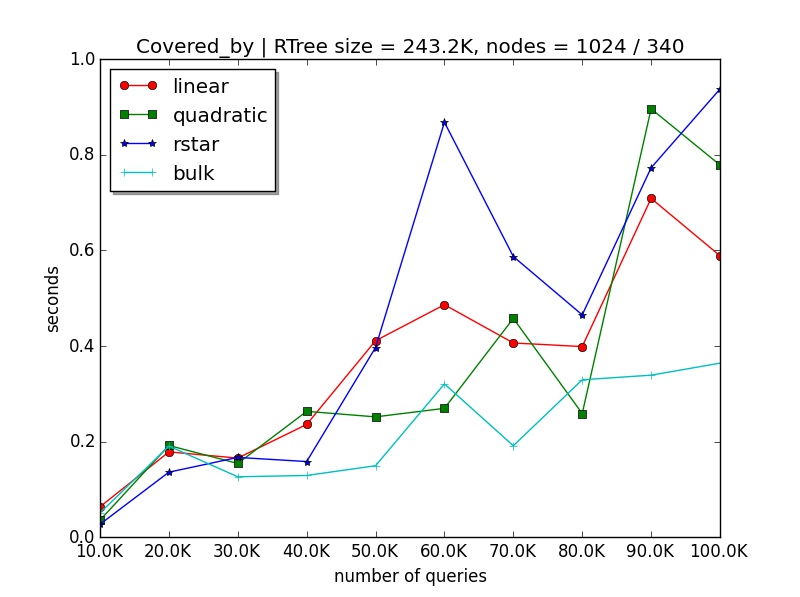 Covered_by | RTree size = 243.2K, nodes = 1024 / 340
1.0
linear
quadratic
rstar
bulk
0.8
0.6
seconds
0.4
0.2
0.0
10.0K 20.0K 30.0K 40.0K 50.0K 60.0K 70.0K 80.0K 90.0K 100.0K
number of queries